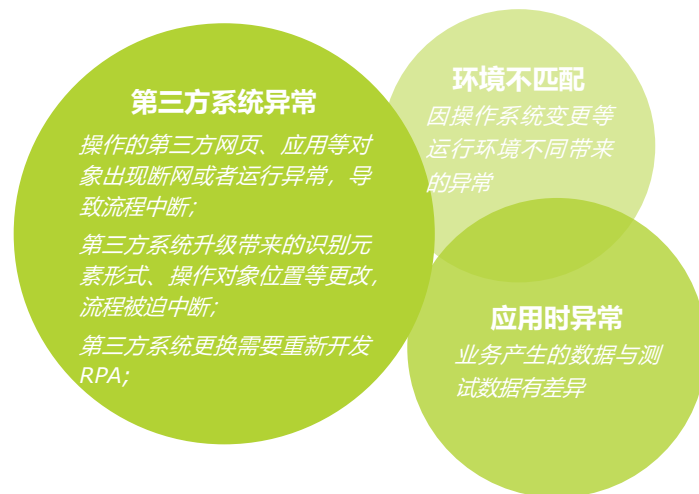 第三方系统异常
操作的第三方网页、应用等对
象出现断网或者运行异常，导
致流程中断；
第三方系统升级带来的识别元
素形式、操作对象位置等更改，
流程被迫中断；
第三方系统更换需要重新开发
RPA；
环境不匹配
因操作系统变更等
运行环境不同带来
的异常
应用时异常
业务产生的数据与测
试数据有差异